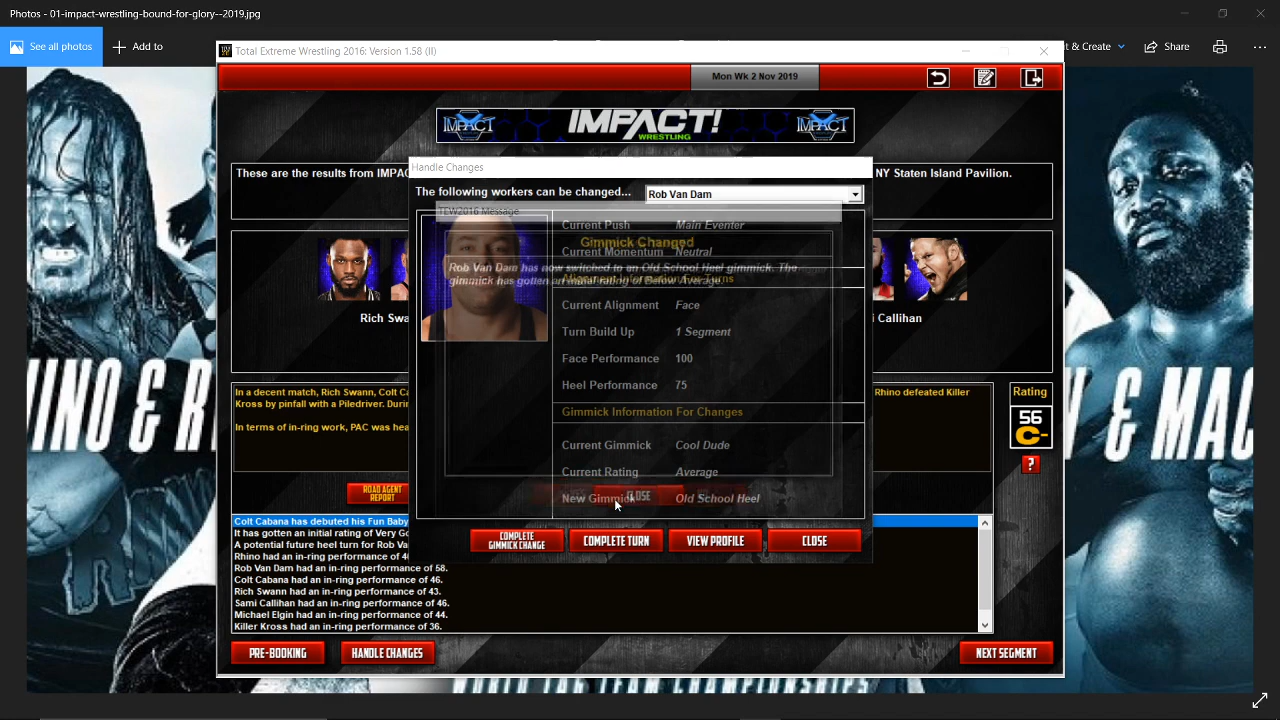 Photos - 01-impact-wrestling-bound-for-glory--2019.jpg
See all photos
Add to
t & Create
Share
Total Extreme Wrestling 2016: Version 1.58 (II)
Mon Wk 2 Nov 2019
IMPACT
IMPACT!
WRESTLING
IMPACT
These are the results from IMPAC
NY Staten Island Pavilion.
Handle Changes
The following workers can be changed...
Rob Van Dam
TEW2016 Message
Current Push
Main Eventer
Gimmick Changed
Current Momentum
Neutral
Rob Van Dam has now switched to an Old School Heel gimmick. The
gimmick has gotten an initial rating of Below Average.
Alignment Information For Turns
Current Alignment
Face
Turn Build Up
1 Segment
Face Performance
100
Heel Performance
75
Gimmick Information For Changes
Current Gimmick
Cool Dude
Current Rating
Average
New Gimmick
Old School Heel
CLOSE
COMPLETE
GIMMICK CHANGE
COMPLETE TURN
VIEW PROFILE
CLOSE
Rich Swa
i Callihan
In a decent match, Rich Swann, Colt Ca
Rhino defeated Killer
Kross by pinfall with a Piledriver. Durin
In terms of in-ring work, PAC was hea
Rating
56
C-
?
ROAD AGENT
REPORT
Colt Cabana has debuted his Fun Baby
It has gotten an initial rating of Very Go
A potential future heel turn for Rob Va
Rhino had an in-ring performance of 4
Rob Van Dam had an in-ring performance of 58.
Colt Cabana had an in-ring performance of 46.
Rich Swann had an in-ring performance of 43.
Sami Callihan had an in-ring performance of 46.
Michael Elgin had an in-ring performance of 44.
Killer Kross had an in-ring performance of 36.
PRE-BOOKING
HANDLE CHANGES
NEXT SEGMENT
INO & R
Y & MAC